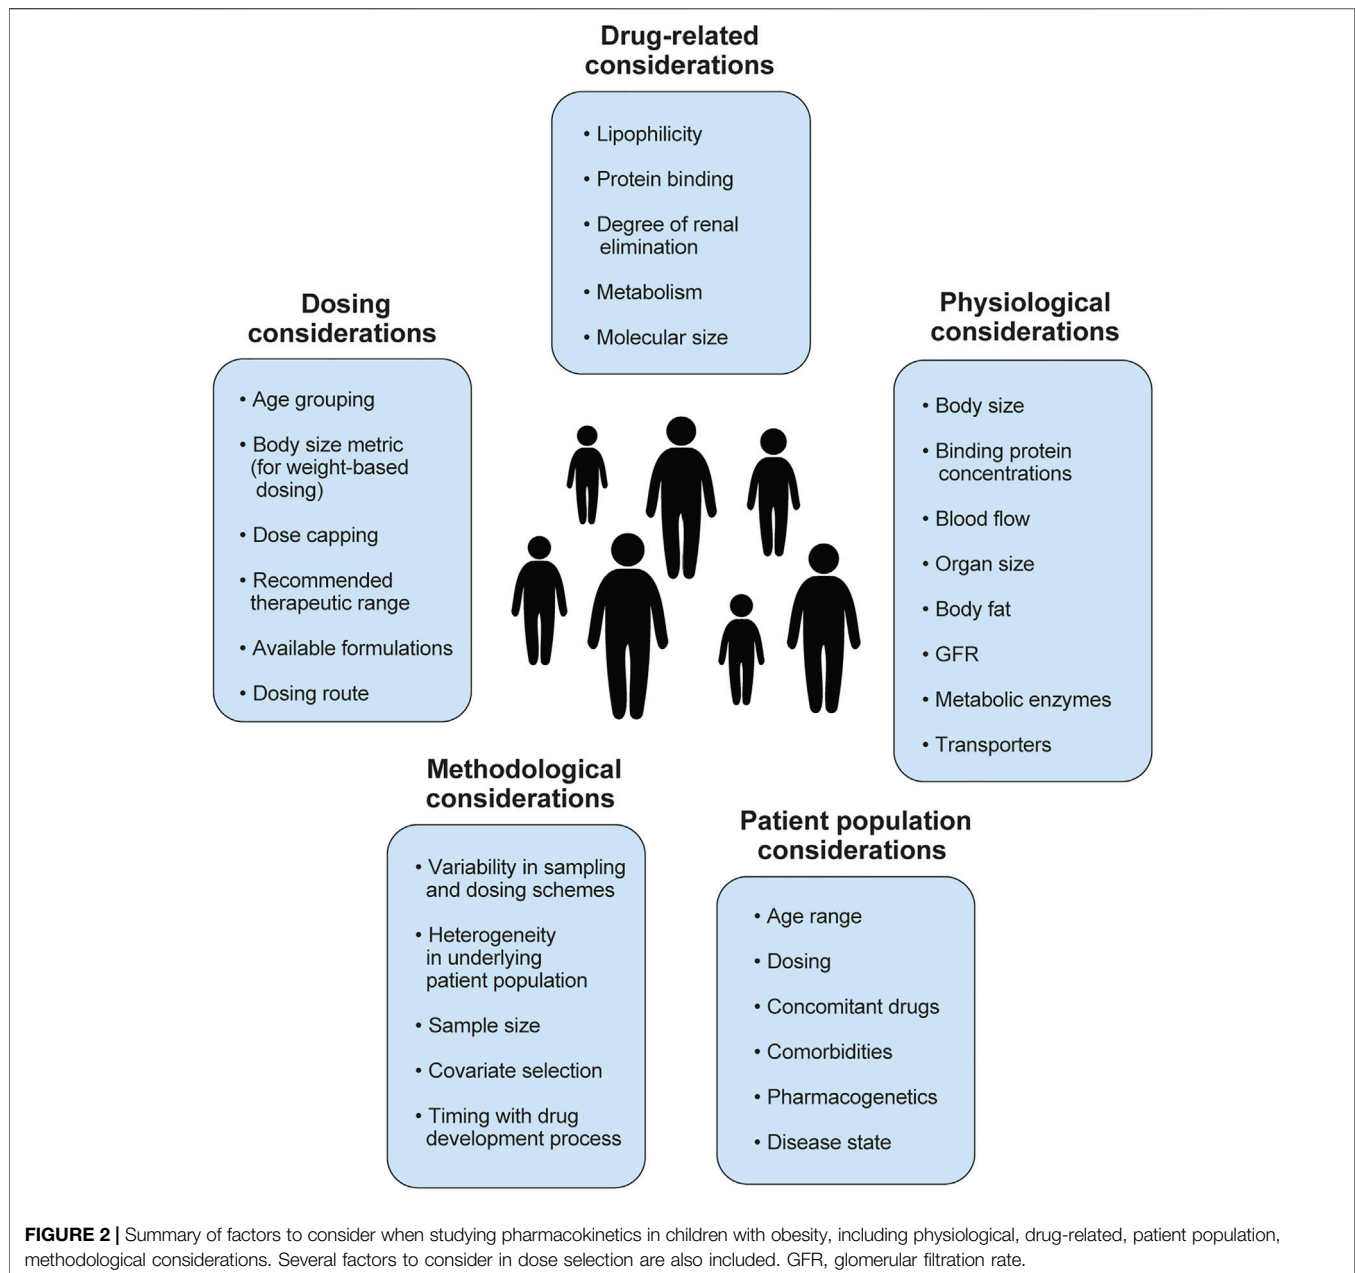 Drug-related
considerations
• Lipophilicity
• Protein binding
• Degree of renal
elimination
• Metabolism
• Molecular size
Dosing
considerations
• Age grouping
• Body size metric
(for weight-based
dosing)
• Dose capping
• Recommended
therapeutic range
• Available formulations
• Dosing route
Physiological
considerations
• Body size
• Binding protein
concentrations
• Blood flow
• Organ size
• Body fat
• GFR
• Metabolic enzymes
• Transporters
Methodological
considerations
• Variability in sampling
and dosing schemes
• Heterogeneity
in underlying
patient population
• Sample size
• Covariate selection
• Timing with drug
development process
Patient population
considerations
• Age range
• Dosing
• Concomitant drugs
• Comorbidities
• Pharmacogenetics
• Disease state
FIGURE 2 | Summary of factors to consider when studying pharmacokinetics in children with obesity, including physiological, drug-related, patient population,
methodological considerations. Several factors to consider in dose selection are also included. GFR, glomerular filtration rate.